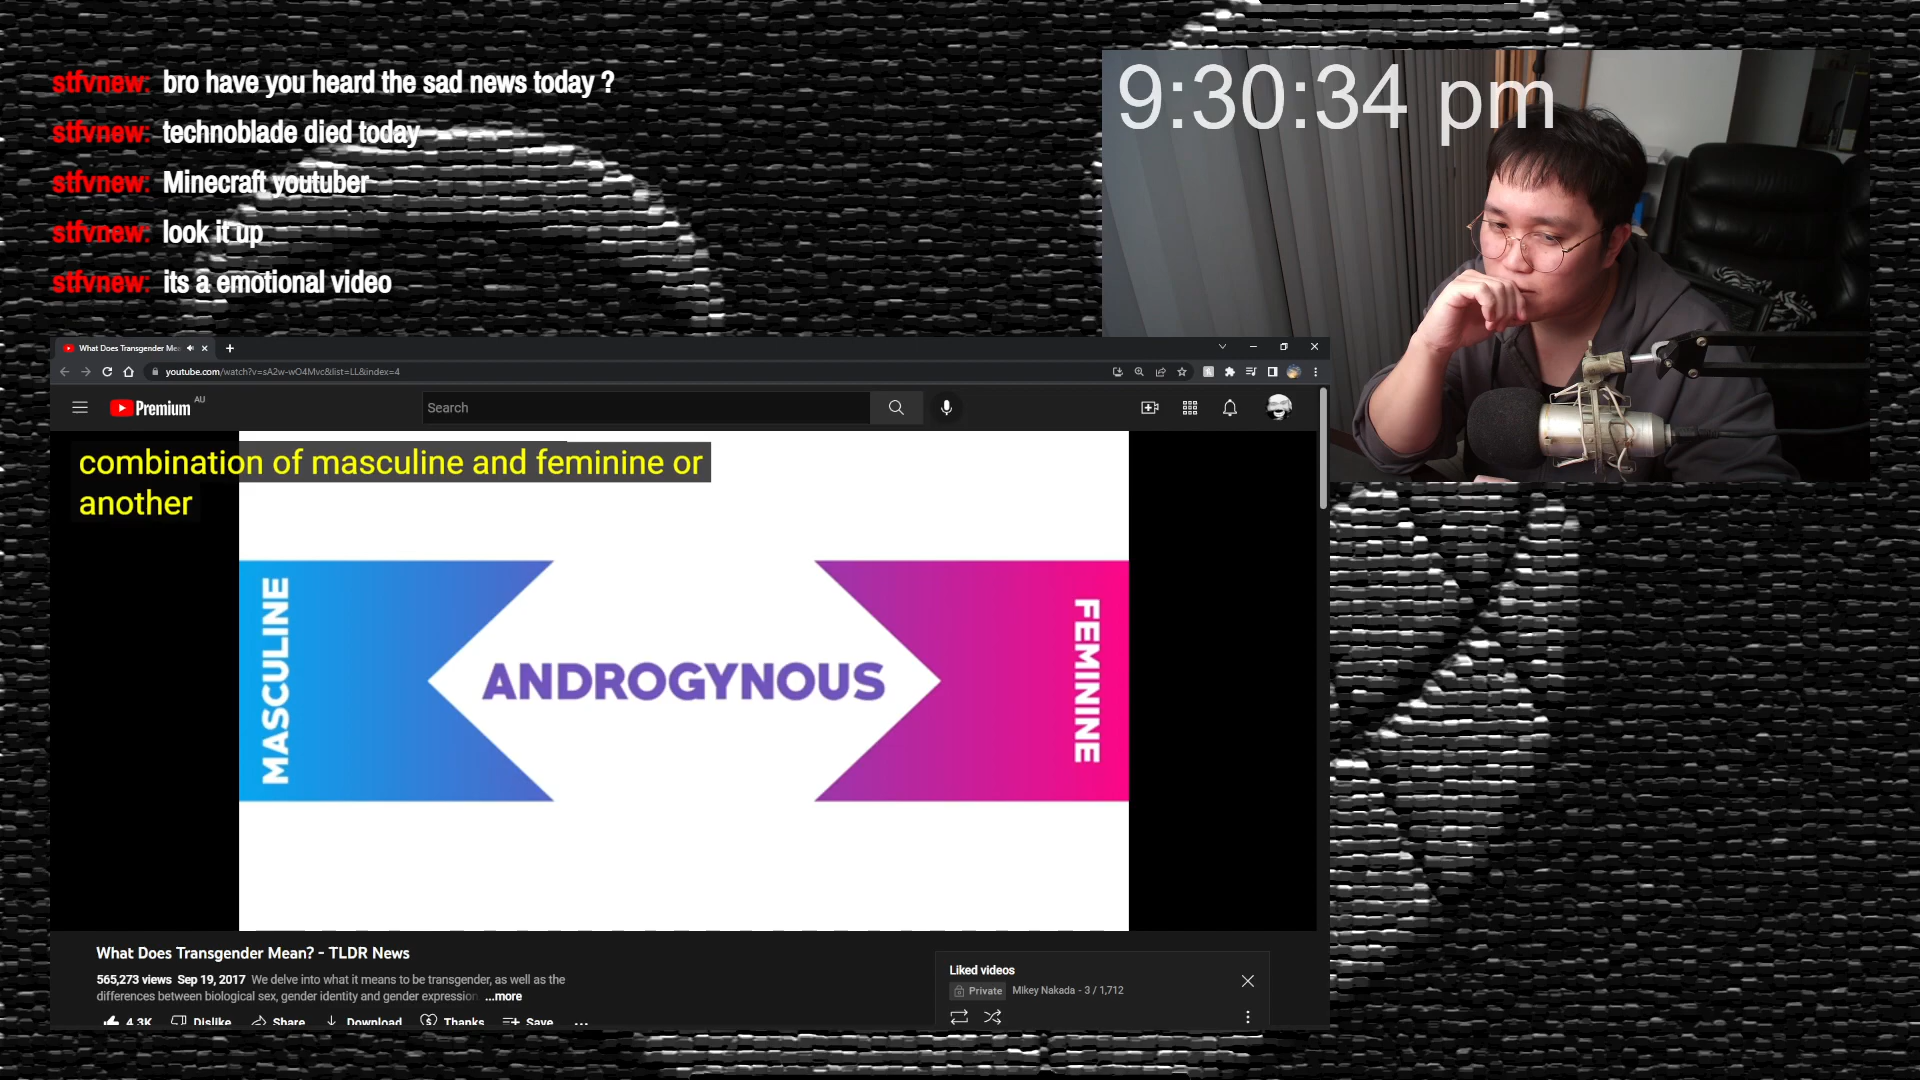 stfvnew: bro have you heard the sad news today ?
stfvnew: technoblade died today
stfvnew: Minecraft youtuber
stfvnew: look it up
stfvnew: its a emotional video
9:30:34 pm
What Does Transgender Mea
youtube.com/watch?v=sA2w-wO4Mvc&list=LL&index=4
Premium AU
Search
combination of masculine and feminine or
another
MASCULINE
ANDROGYNOUS
FEMININE
What Does Transgender Mean? - TLDR News
565,273 views Sep 19, 2017 We delve into what it means to be transgender, as well as the
differences between biological sex, gender identity and gender expression ...more
4.3K Dislike Share Download Thanks Save ...
Liked videos
Private Mikey Nakada - 3 / 1,712